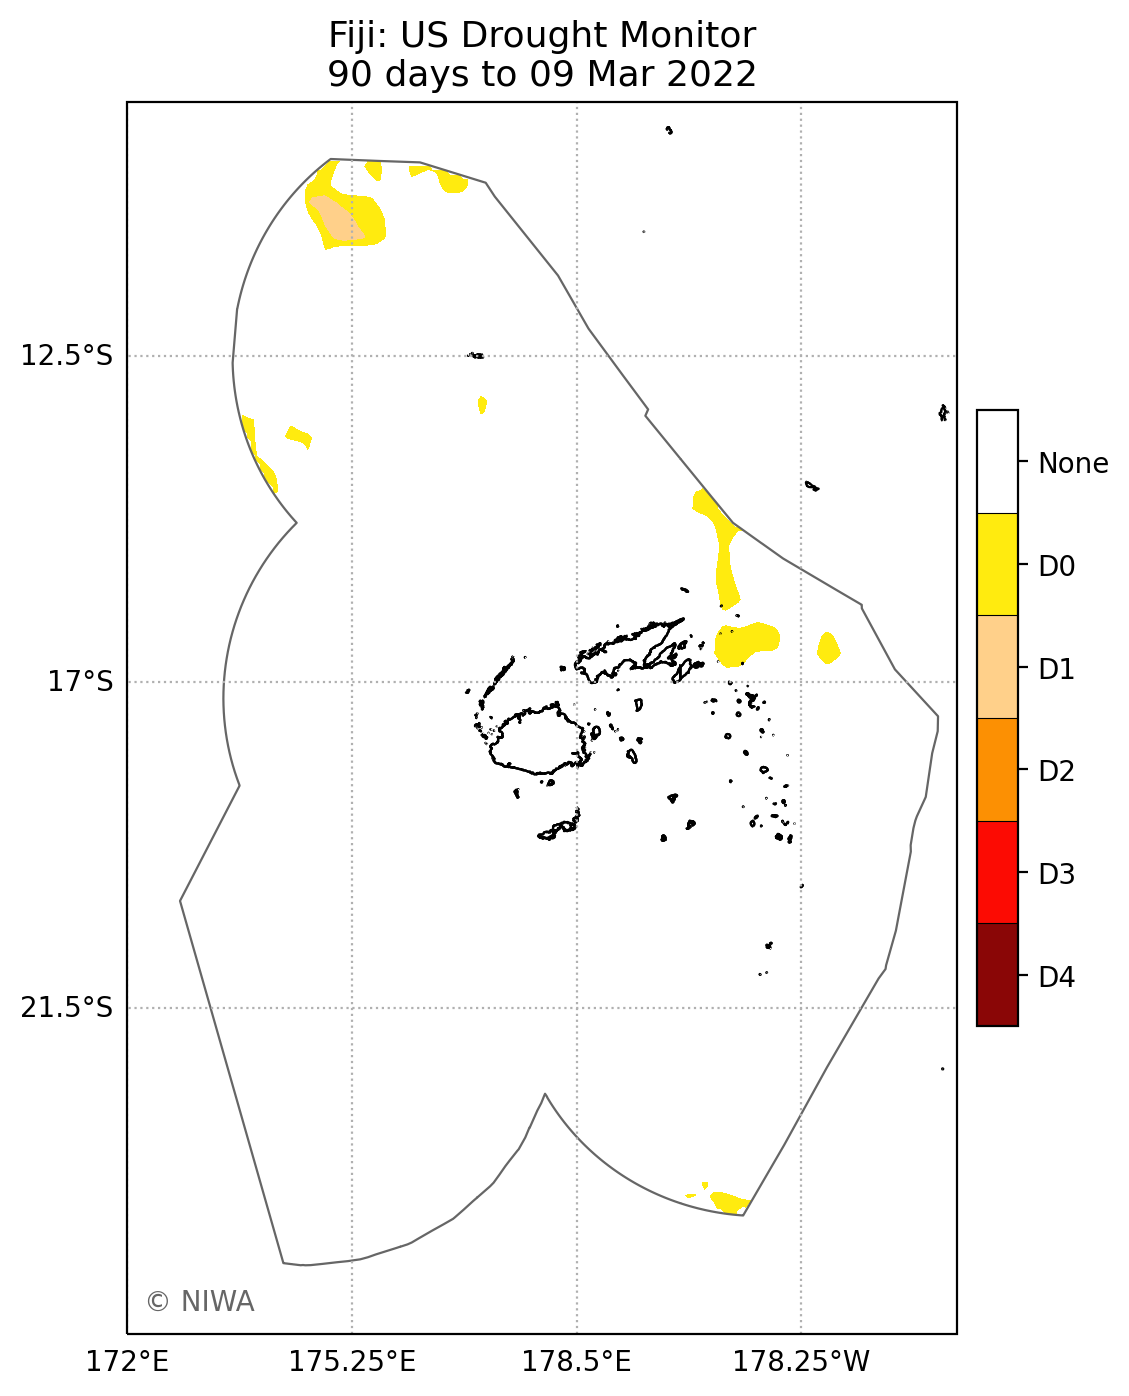 Fiji: US Drought Monitor
90 days to 09 Mar 2022
12.5°S
17°S
21.5°S
None
D0
D1
D2
D3
D4
© NIWA
172°E
175.25°E
178.5°E
178.25°W